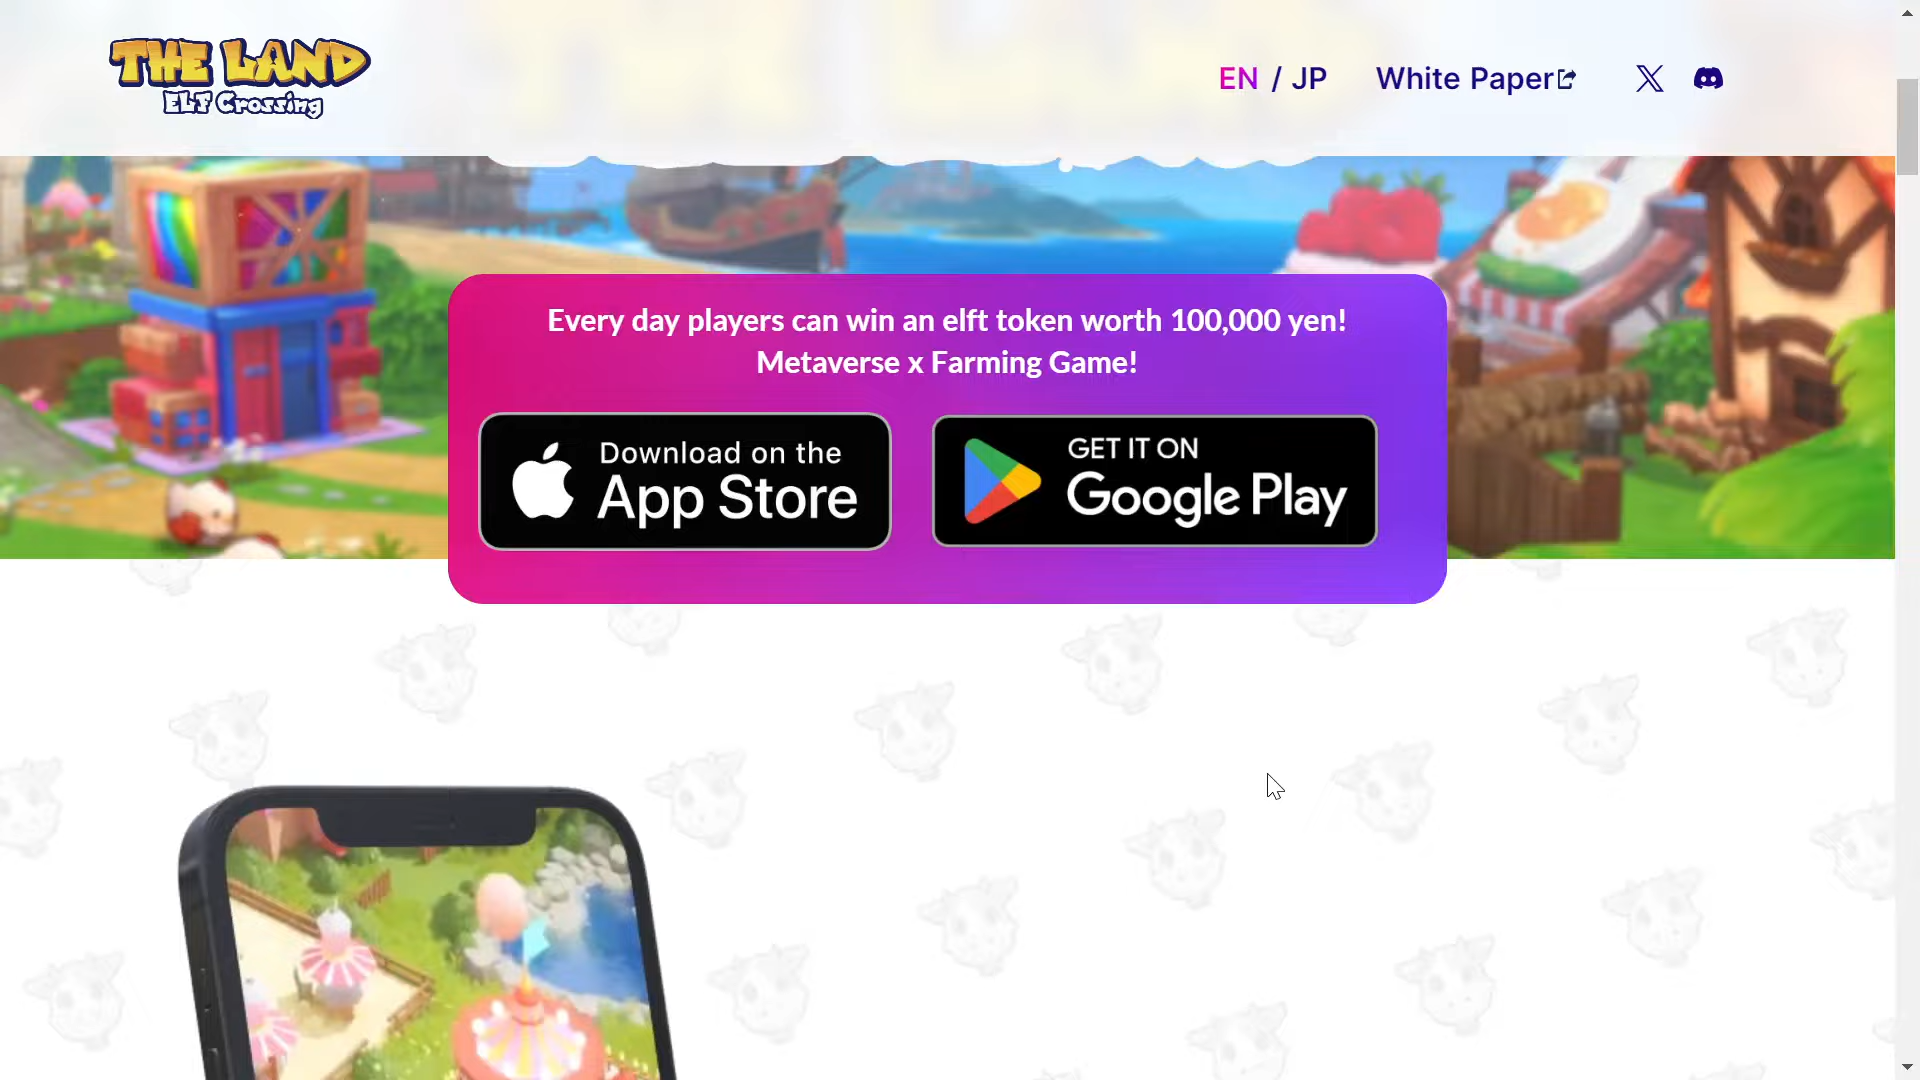 THE LAND
ELF Crossing
EN / JP
White Paper
Every day players can win an elft token worth 100,000 yen!
Metaverse x Farming Game!
Download on the
App Store
GET IT ON
Google Play